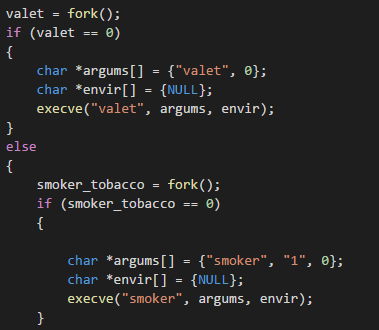 valet = fork();
if (valet == 0)
{
    char *argums[] = {"valet", 0};
    char *envir[] = {NULL};
    execve("valet", argums, envir);
}
else
{
    smoker_tobacco = fork();
    if (smoker_tobacco == 0)
    {
        char *argums[] = {"smoker", "1", 0};
        char *envir[] = {NULL};
        execve("smoker", argums, envir);
    }